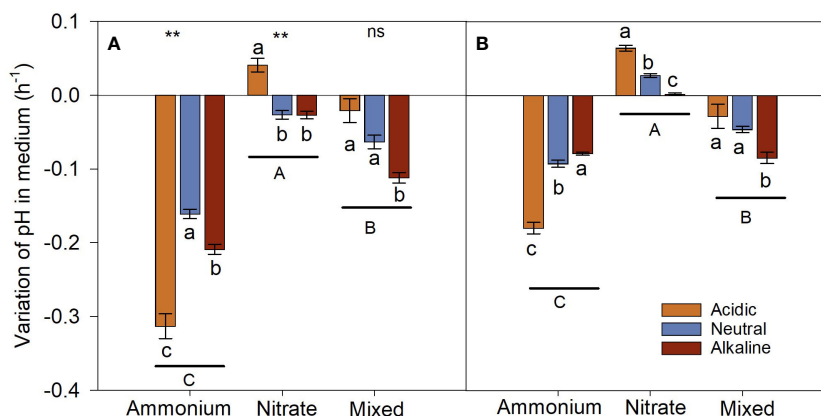 Variation of pH in medium (h⁻¹)
0.1
0.0
-0.1
-0.2
-0.3
-0.4
A
** ** ns
a
b b
a a
b
a
b
c
A
B
C
Ammonium Nitrate Mixed
B
a
b
c
a a
b
c
b
a
A
B
C
Acidic
Neutral
Alkaline
Ammonium Nitrate Mixed